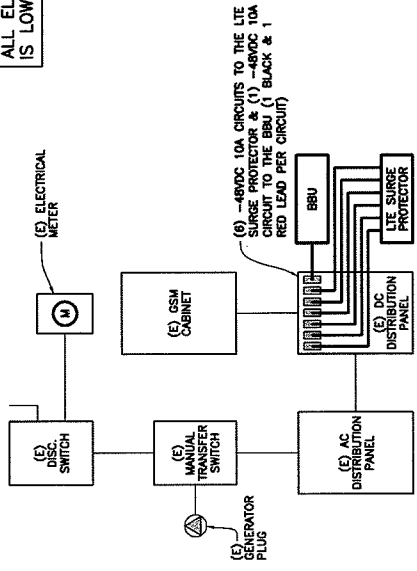 ALL EL
IS LOW
(E) ELECTRICAL
METER
M
(E)
DISC.
SWITCH
(E) GSM
CABINET
(E)
MANUAL
TRANSFER
SWITCH
(E)
GENERATOR
PLUG
(6) -48VDC 10A CIRCUITS TO THE LTE
SURGE PROTECTOR & (1) -48VDC 10A
CIRCUIT TO THE BBU (1 BLACK & 1
RED LEAD PER CIRCUIT)
BBU
LTE SURGE
PROTECTOR
(E) DC
DISTRIBUTION
PANEL
(E) AC
DISTRIBUTION
PANEL